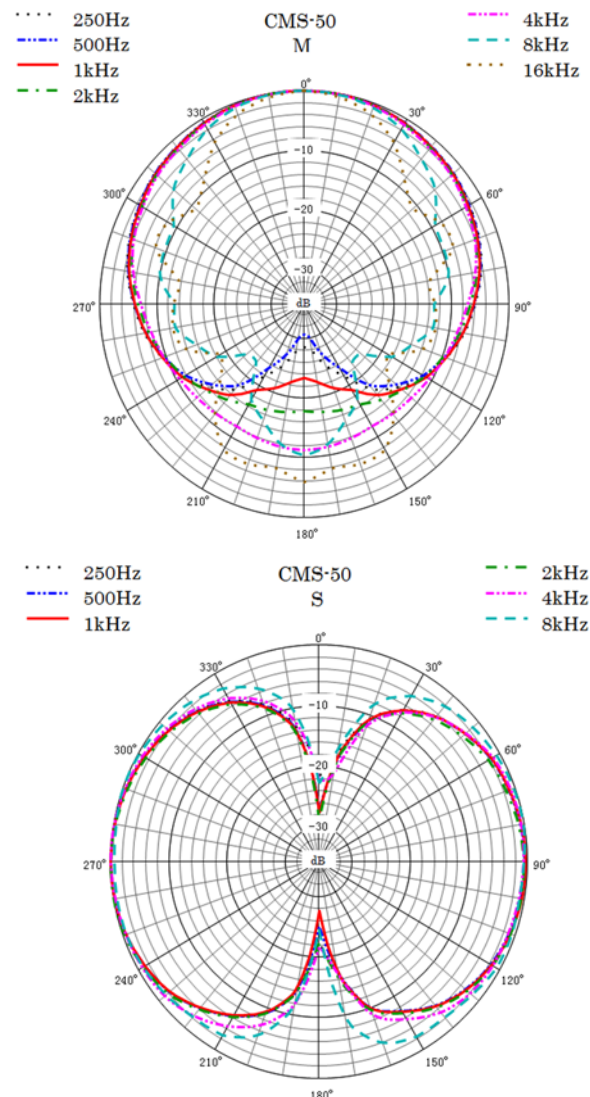 250Hz CMS-50 4kHz
500Hz M 8kHz
1kHz 16kHz
2kHz
0°
330° 30°
-10
300° 60°
-20
-30
270° dB 90°
240° 120°
210° 150°
180°
250Hz CMS-50 2kHz
500Hz S 4kHz
1kHz 8kHz
0°
330° 30°
-10
300° 60°
-20
-30
270° dB 90°
240° 120°
210° 150°
180°